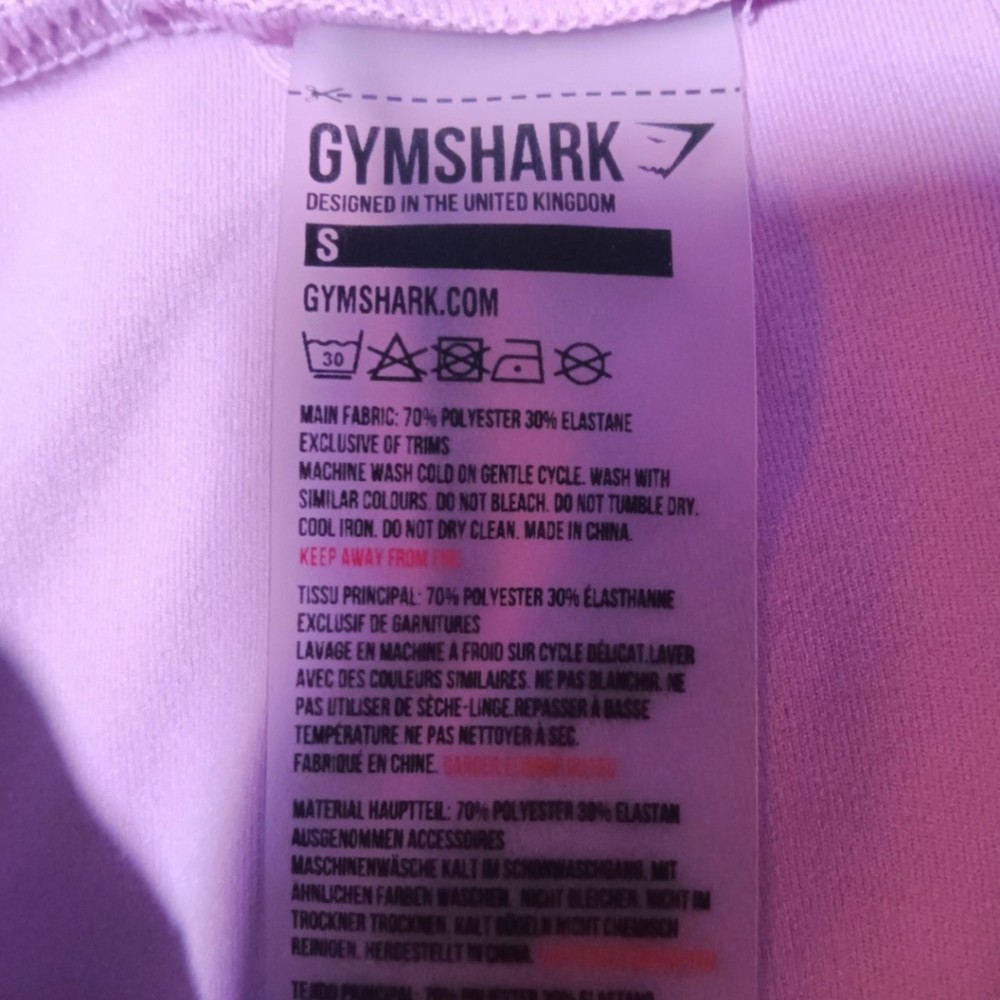 GYMSHARK
DESIGNED IN THE UNITED KINGDOM
S
GYMSHARK.COM
30
MAIN FABRIC: 70% POLYESTER 30% ELASTANE
EXCLUSIVE OF TRIMS
MACHINE WASH COLD ON GENTLE CYCLE. WASH WITH
SIMILAR COLOURS. DO NOT BLEACH. DO NOT TUMBLE DRY.
COOL IRON. DO NOT DRY CLEAN. MADE IN CHINA.
KEEP AWAY FROM
TISSU PRINCIPAL: 70% POLYESTER 30% ÉLASTHANNE
EXCLUSIF DE GARNITURES
LAVAGE EN MACHINE A FROID SUR CYCLE DÉLICAT.LAVER
AVEC DES COULEURS SIMILAIRES. NE PAS BLANCHIR. NE
PAS UTILISER DE SÈCHE-LINGE.REPASSER À BASSE
TEMPÉRATURE NE PAS NETTOYER À SEC.
FABRIQUÉ EN CHINE.
MATERIAL HAUPTTEIL: 70% POLYESTER 30% ELASTAN
AUSGENOMMEN ACCESSOIRES
MASCHINENWÄSCHE KALT IM SCHONWASCHGANG. MIT
ÄHNLICHEN FARBEN WASCHEN. NICHT BLEICHEN. NICHT IM
TROCKNER TROCKNEN. KALT BÜGELN NICHT CHEMISCH
REINIGEN. HERGESTELLT IN CHINA.
TEJIDO PRINCIPAL: 70% POLYESTER 30%